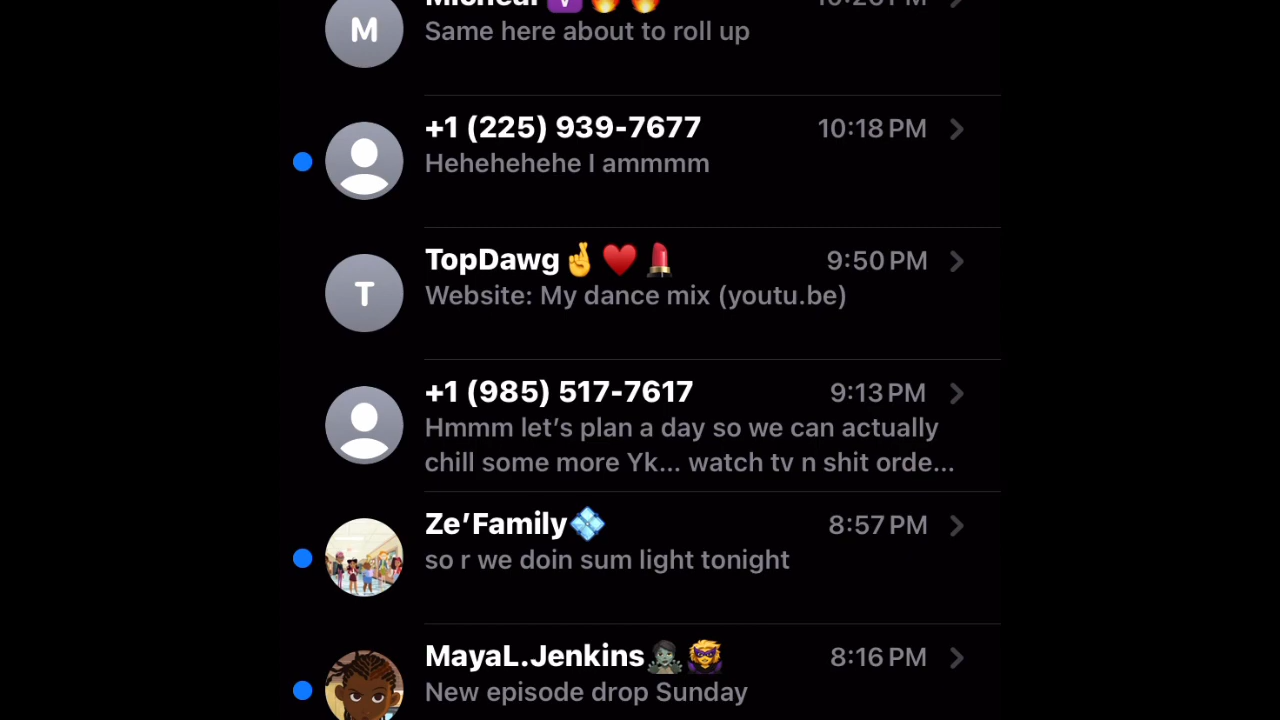 M
Same here about to roll up
+1 (225) 939-7677 10:18 PM
Hehehehehe I ammmm
TopDawg🤞❤️💄 9:50 PM
T
Website: My dance mix (youtu.be)
+1 (985) 517-7617 9:13 PM
Hmmm let’s plan a day so we can actually
chill some more Yk... watch tv n shit orde...
Ze’Family💠 8:57 PM
so r we doin sum light tonight
MayaL.Jenkins🧟‍♀️🦹 8:16 PM
New episode drop Sunday